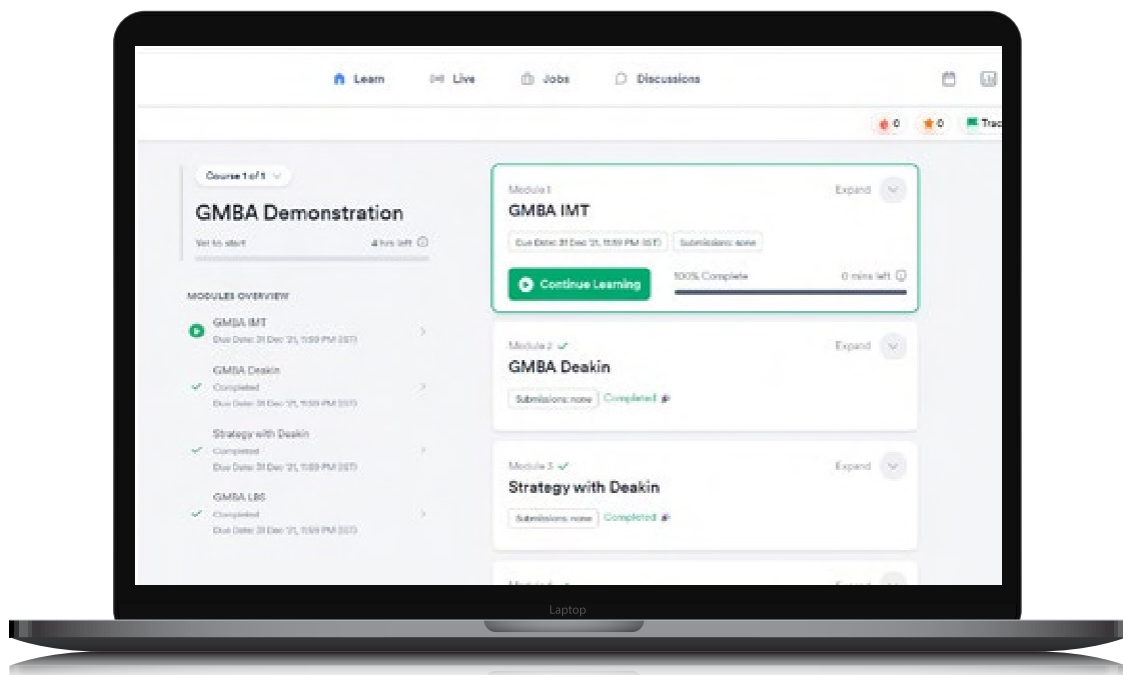 Learn Live Jobs Discussions
0 0 Trac
Course 1 of 1
GMBA Demonstration
Yet to start 4 hrs left
MODULES OVERVIEW
GMBA IMT
Due Date: 31 Dec '21, 11:59 PM (IST)
GMBA Deakin
Completed
Due Date: 31 Dec '21, 11:59 PM (IST)
Strategy with Deakin
Completed
Due Date: 31 Dec '21, 11:59 PM (IST)
GMBA LBS
Completed
Due Date: 31 Dec '21, 11:59 PM (IST)
Module 1 Expand
GMBA IMT
Due Date: 31 Dec '21, 11:59 PM (IST) Submissions: none
Continue Learning 100% Complete 0 mins left
Module 2 Expand
GMBA Deakin
Submissions: none Completed
Module 3 Expand
Strategy with Deakin
Submissions: none Completed
Laptop